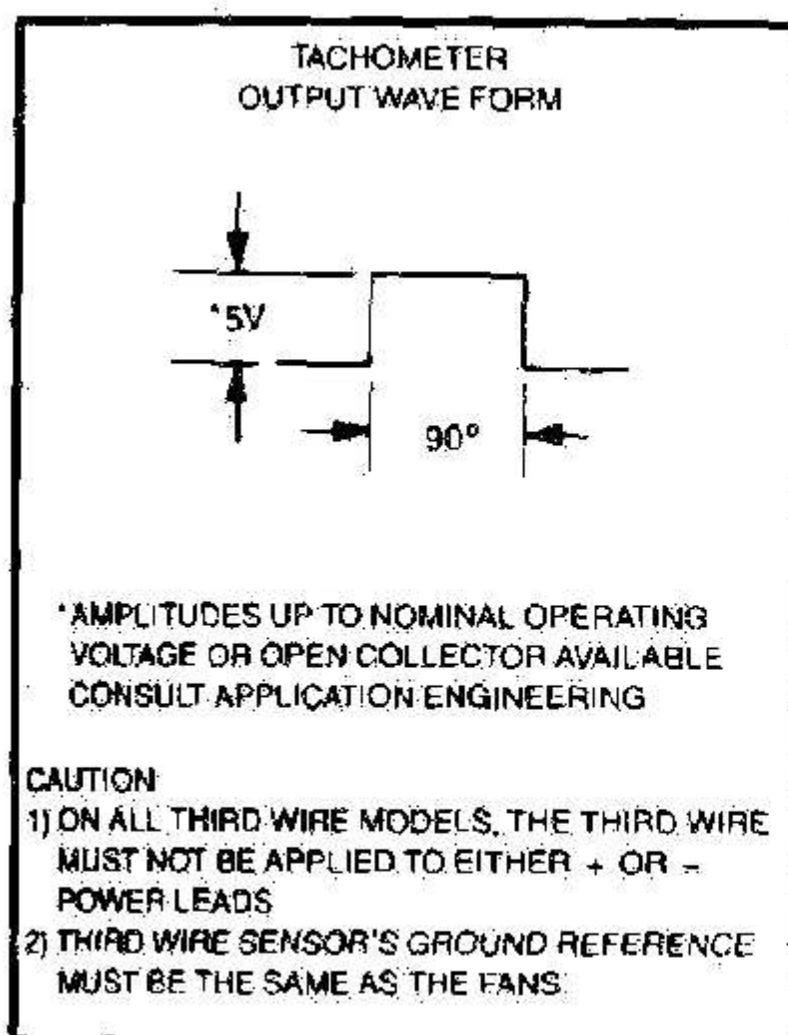 TACHOMETER
OUTPUT WAVE FORM
*5V
90°
*AMPLITUDES UP TO NOMINAL OPERATING
VOLTAGE OR OPEN COLLECTOR AVAILABLE
CONSULT APPLICATION ENGINEERING
CAUTION
1) ON ALL THIRD WIRE MODELS, THE THIRD WIRE
MUST NOT BE APPLIED TO EITHER + OR -
POWER LEADS
2) THIRD WIRE SENSOR'S GROUND REFERENCE
MUST BE THE SAME AS THE FANS.